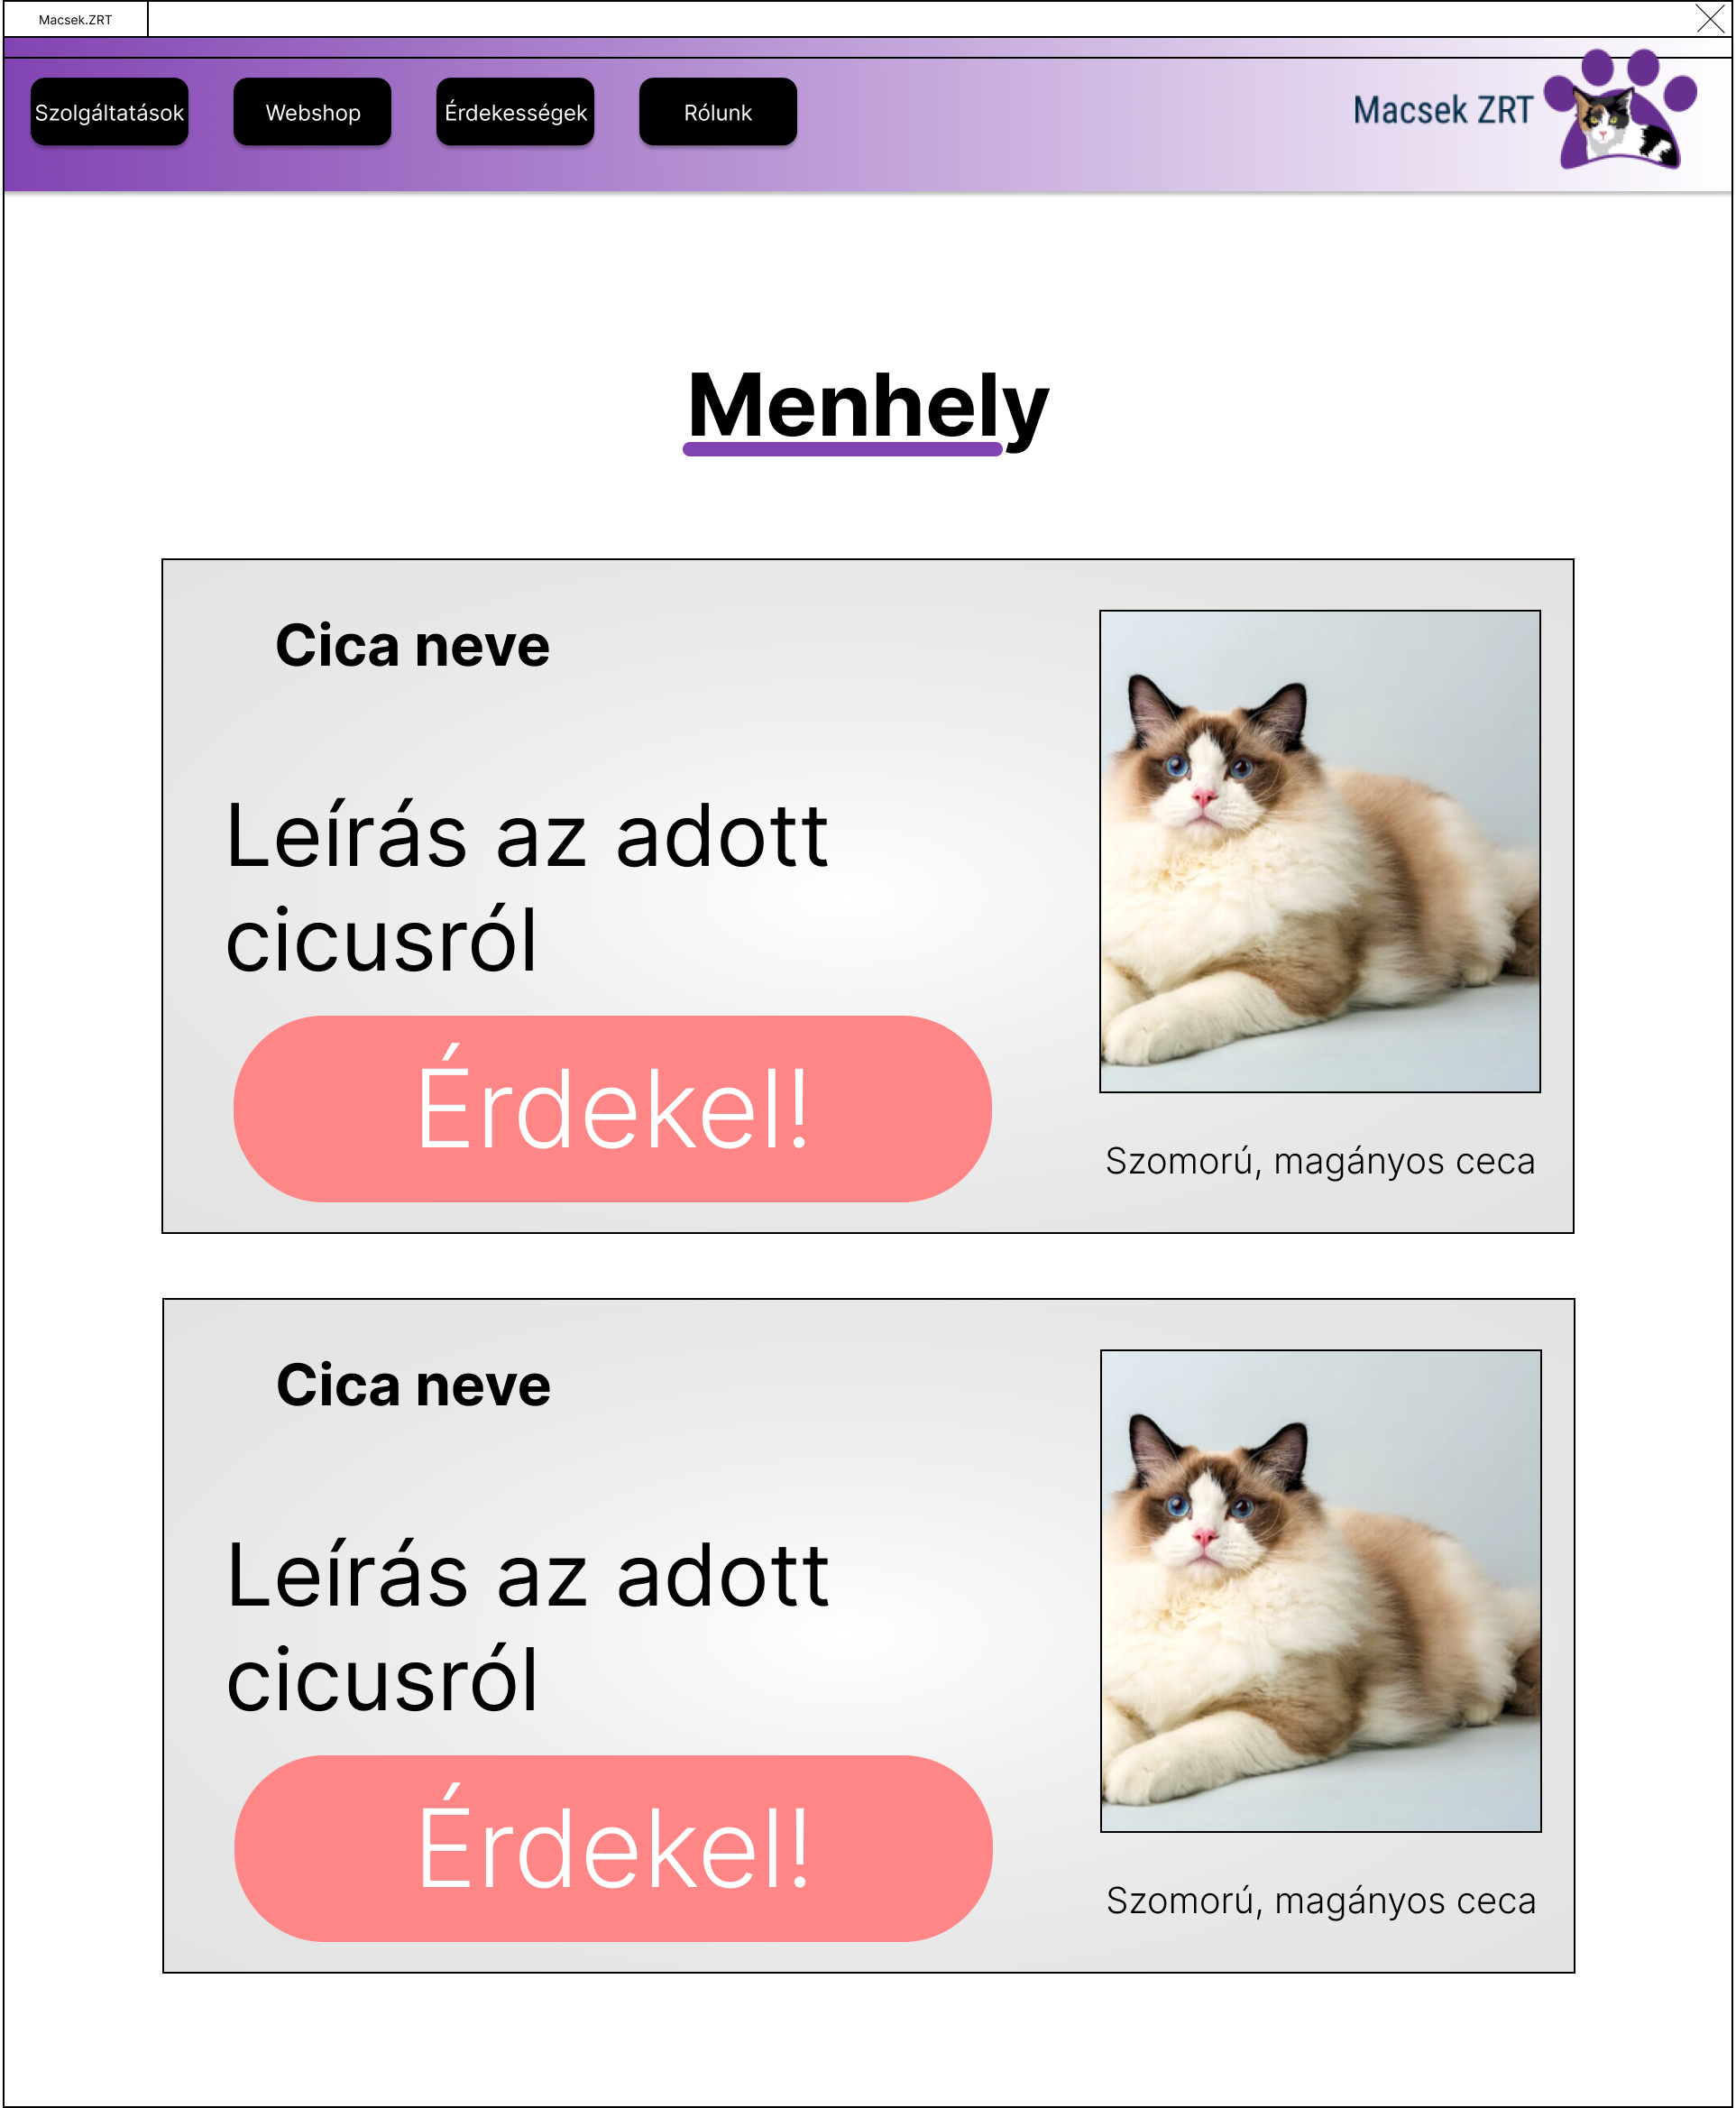 Macsek.ZRT
Szolgáltatások
Webshop
Érdekességek
Rólunk
Macsek ZRT
Menhely
Cica neve
Leírás az adott
cicusról
Érdekel!
Szomorú, magányos ceca
Cica neve
Leírás az adott
cicusról
Érdekel!
Szomorú, magányos ceca